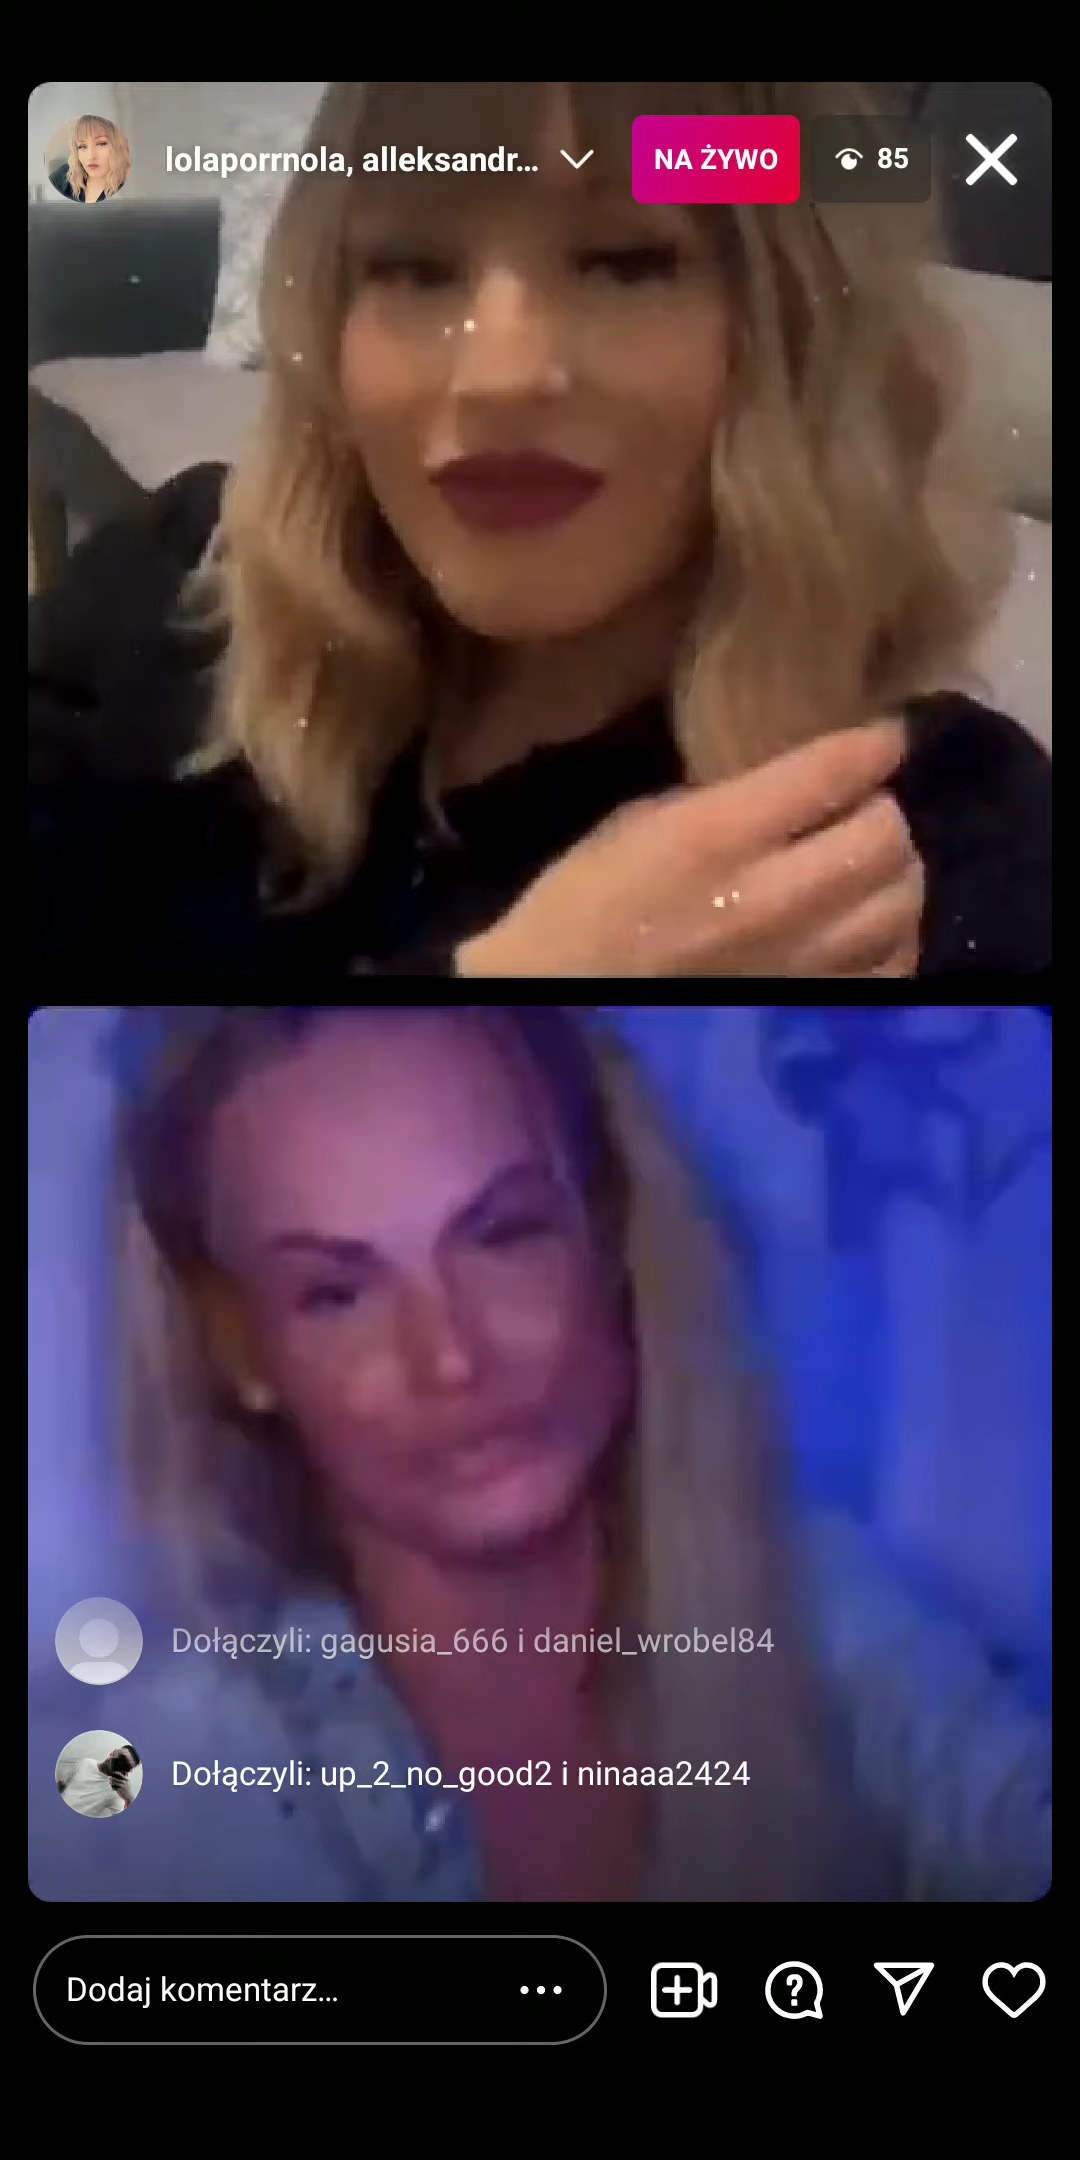 lolaporrnola, alleksandr...
NA ŻYWO
85
Dołączyli: gagusia_666 i daniel_wrobel84
Dołączyli: up_2_no_good2 i ninaaa2424
Dodaj komentarz...